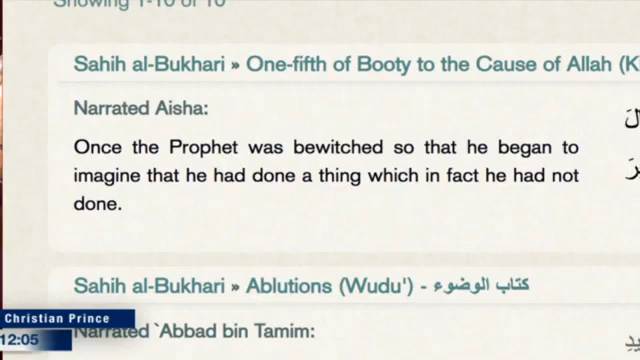 Showing 1-10 of 10
Sahih al-Bukhari » One-fifth of Booty to the Cause of Allah
Narrated Aisha:
Once the Prophet was bewitched so that he began to
imagine that he had done a thing which in fact he had not
done.
Sahih al-Bukhari » Ablutions (Wudu') - كتاب الوضوء
Christian Prince
Narrated `Abbad bin Tamim:
12:05